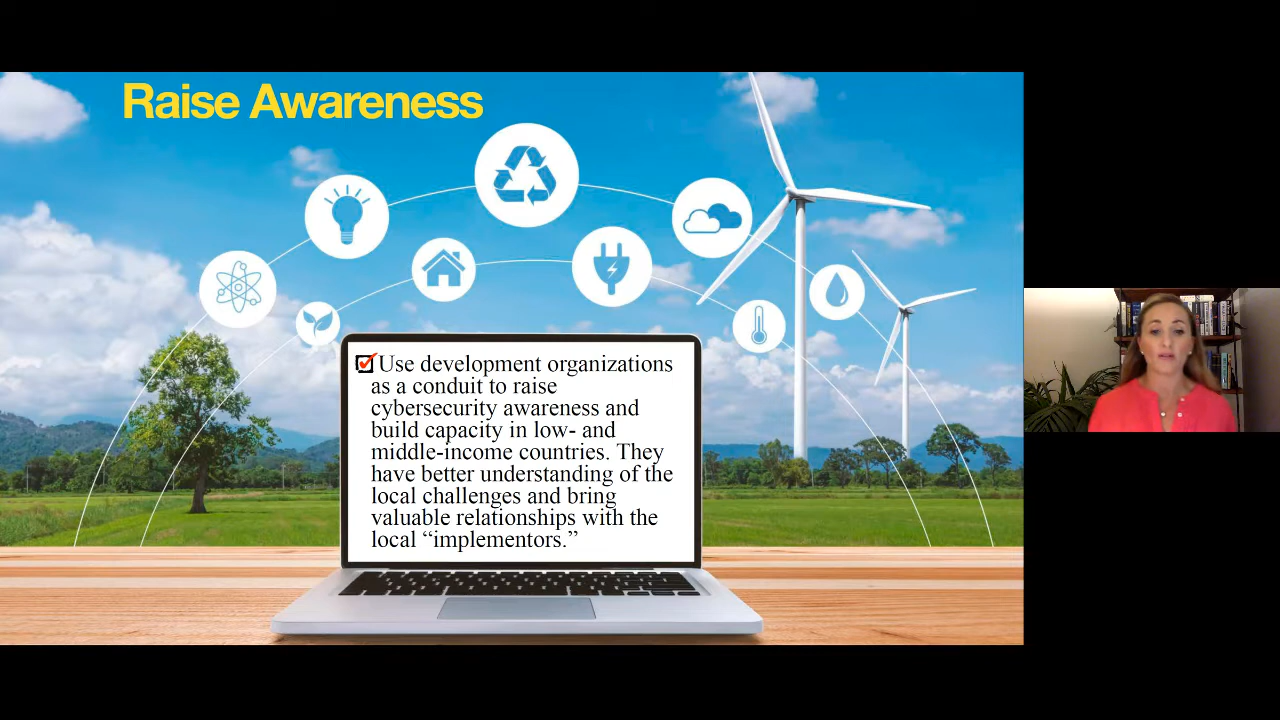 Raise Awareness
Use development organizations
as a conduit to raise
cybersecurity awareness and
build capacity in low- and
middle-income countries. They
have better understanding of the
local challenges and bring
valuable relationships with the
local “implementors.”